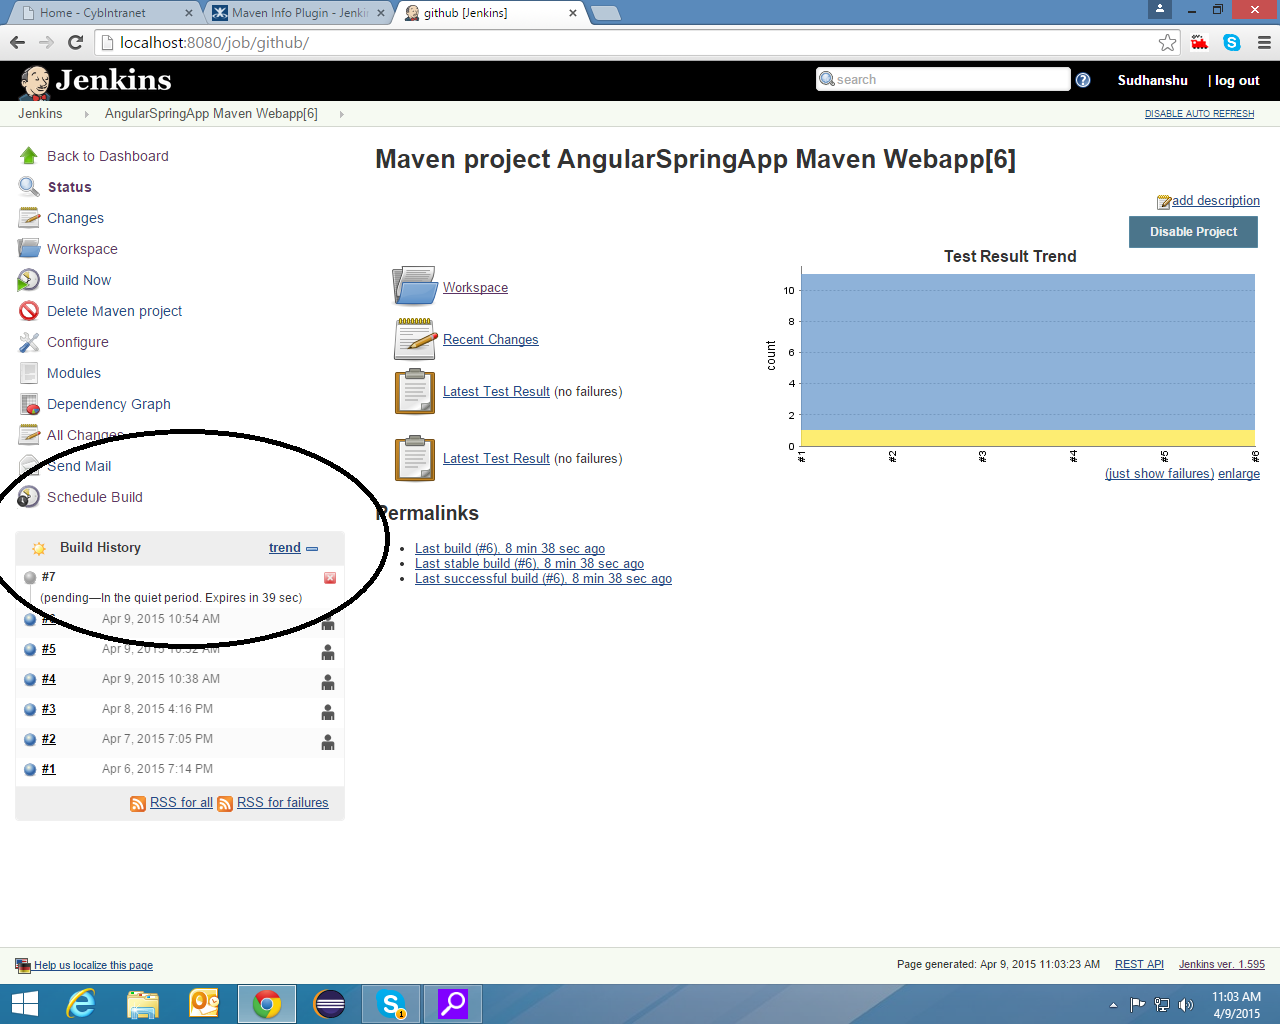 Home - CybIntranet
Maven Info Plugin - Jenki
github [Jenkins]
localhost:8080/job/github/
Jenkins
search
Sudhanshu
| log out
Jenkins
AngularSpringApp Maven Webapp[6]
DISABLE AUTO REFRESH
Back to Dashboard
Status
Changes
Workspace
Build Now
Delete Maven project
Configure
Modules
Dependency Graph
All Changes
Send Mail
Schedule Build
Build History
trend
#7
(pending—In the quiet period. Expires in 39 sec)
#6 Apr 9, 2015 10:54 AM
#5 Apr 9, 2015 10:52 AM
#4 Apr 9, 2015 10:38 AM
#3 Apr 8, 2015 4:16 PM
#2 Apr 7, 2015 7:05 PM
#1 Apr 6, 2015 7:14 PM
RSS for all RSS for failures
Maven project AngularSpringApp Maven Webapp[6]
add description
Disable Project
Workspace
Recent Changes
Latest Test Result (no failures)
Latest Test Result (no failures)
Test Result Trend
count
10
8
6
4
2
0
#1
#2
#3
#4
#5
#6
(just show failures) enlarge
Permalinks
Last build (#6), 8 min 38 sec ago
Last stable build (#6), 8 min 38 sec ago
Last successful build (#6), 8 min 38 sec ago
Help us localize this page
Page generated: Apr 9, 2015 11:03:23 AM
REST API
Jenkins ver. 1.595
1
11:03 AM
4/9/2015